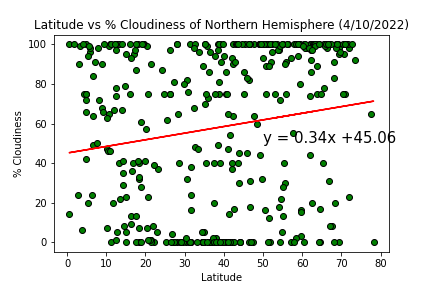 Latitude vs % Cloudiness of Northern Hemisphere (4/10/2022)
100
80
60
40
20
0
% Cloudiness
y = 0.34x +45.06
0 10 20 30 40 50 60 70 80
Latitude